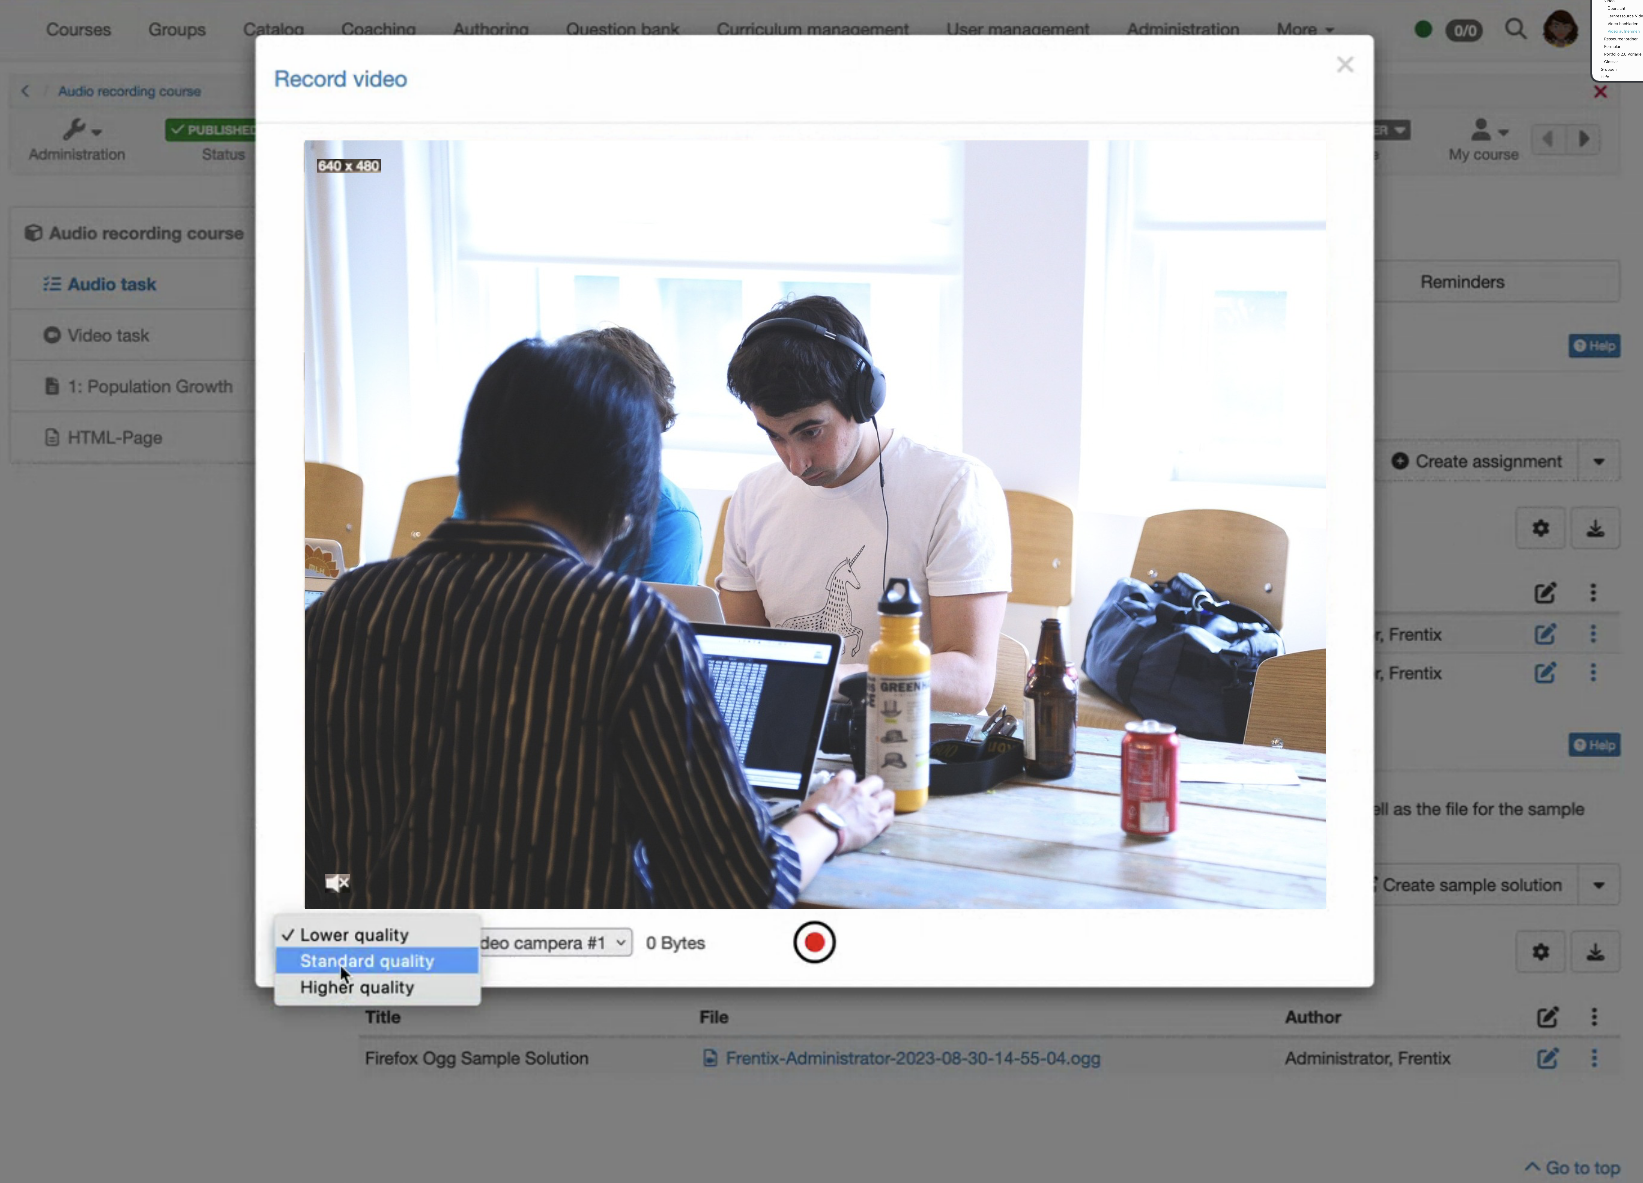 Courses Groups Catalog Coaching Authoring Question bank Curriculum management User management Administration More 0/0
Record video
Audio recording course
Administration
PUBLISHED
Status
ER
My course
640 x 480
Audio recording course
Audio task
Video task
1: Population Growth
HTML-Page
Reminders
Help
Create assignment
r, Frentix
r, Frentix
GREENH
Help
ell as the file for the sample
Create sample solution
Lower quality
Standard quality
Higher quality
deo campera #1
0 Bytes
Title File Author
Firefox Ogg Sample Solution Frentix-Administrator-2023-08-30-14-55-04.ogg Administrator, Frentix
Go to top